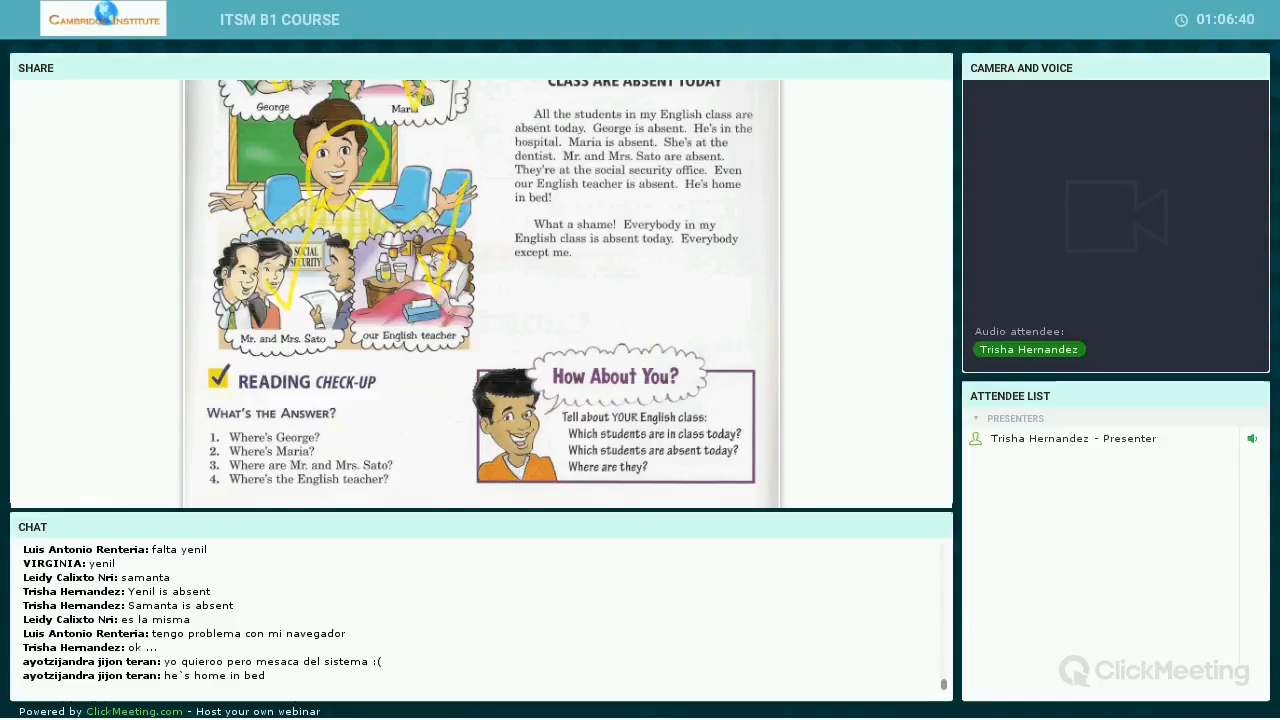 CAMBRIDGE INSTITUTE
ITSM B1 COURSE
01:06:40
SHARE
George
Maria
CLASS ARE ABSENT TODAY
All the students in my English class are
absent today. George is absent. He's in the
hospital. Maria is absent. She's at the
dentist. Mr. and Mrs. Sato are absent.
They're at the social security office. Even
our English teacher is absent. He's home
in bed!
What a shame! Everybody in my
English class is absent today. Everybody
except me.
SOCIAL
SECURITY
Mr. and Mrs. Sato
our English teacher
READING CHECK-UP
WHAT'S THE ANSWER?
1. Where's George?
2. Where's Maria?
3. Where are Mr. and Mrs. Sato?
4. Where's the English teacher?
How About You?
Tell about YOUR English class:
Which students are in class today?
Which students are absent today?
Where are they?
CAMERA AND VOICE
Audio attendee:
Trisha Hernandez
ATTENDEE LIST
PRESENTERS
Trisha Hernandez - Presenter
CHAT
Luis Antonio Renteria: falta yenil
VIRGINIA: yenil
Leidy Calixto Nri: samanta
Trisha Hernandez: Yenil is absent
Trisha Hernandez: Samanta is absent
Leidy Calixto Nri: es la misma
Luis Antonio Renteria: tengo problema con mi navegador
Trisha Hernandez: ok ...
ayotzijandra jijon teran: yo quieroo pero mesaca del sistema :(
ayotzijandra jijon teran: he`s home in bed
ClickMeeting
Powered by ClickMeeting.com - Host your own webinar